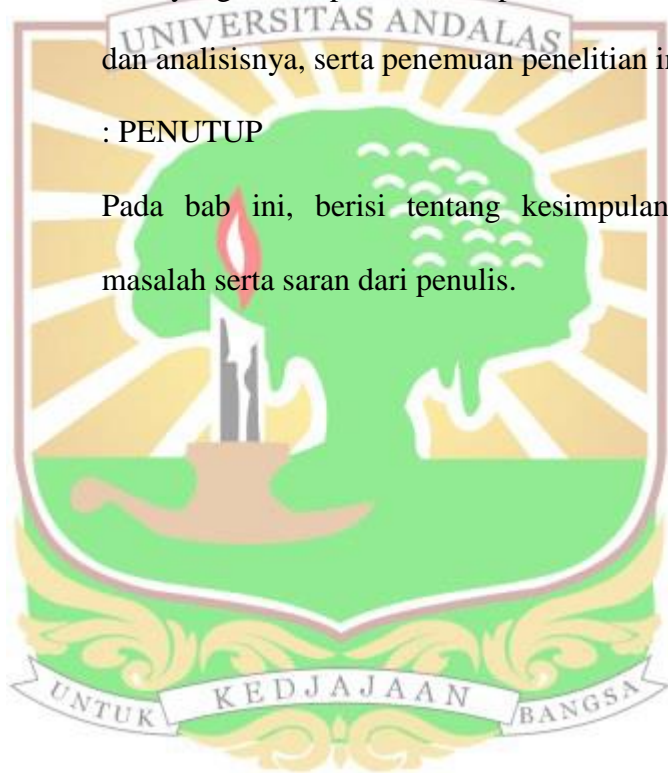 UNIVERSITAS ANDALAS
dan analisisnya, serta penemuan penelitian
: PENUTUP
Pada bab ini, berisi tentang kesimpulan
masalah serta saran dari penulis.
UNTUK KEDJAJAAN BANGSA